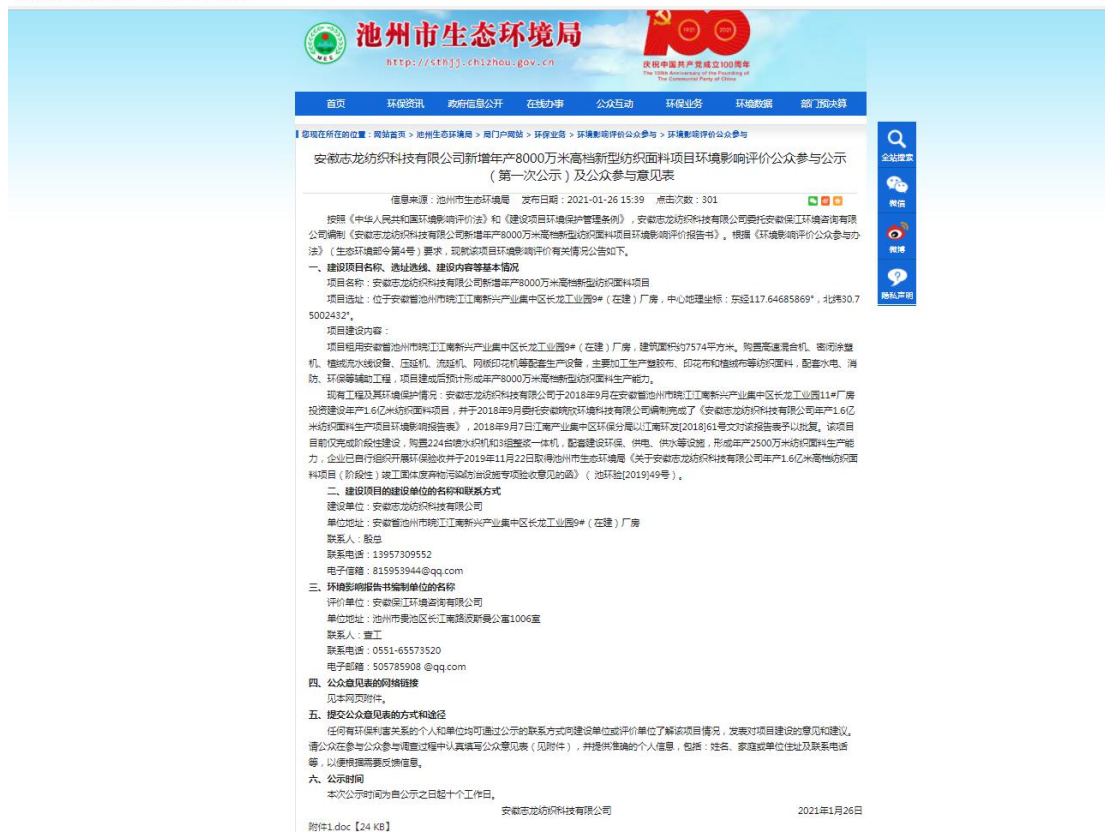 池州市生态环境局
http://sthjj.chizhou.gov.cn
MEE
1921 2021
庆祝中国共产党成立100周年
The 100th Anniversary of the Founding of
The Communist Party of China
首页 环保资讯 政府信息公开 在线办事 公众互动 环保业务 环境数据 部门预决算
您现在所在的位置：网站首页 > 池州生态环境局 > 局门户网站 > 环保业务 > 环境影响评价公众参与 > 环境影响评价公众参与
全站搜索
微信
微博
隐私声明
安徽志龙纺织科技有限公司新增年产8000万米高档新型纺织面料项目环境影响评价公众参与公示
（第一次公示）及公众参与意见表
信息来源：池州市生态环境局 发布日期：2021-01-26 15:39 点击次数：301
按照《中华人民共和国环境影响评价法》和《建设项目环境保护管理条例》，安徽志龙纺织科技有限公司委托安徽保江环境咨询有限
公司编制《安徽志龙纺织科技有限公司新增年产8000万米高档新型纺织面料项目环境影响评价报告书》。根据《环境影响评价公众参与办
法》（生态环境部令第4号）要求，现就该项目环境影响评价有关情况公告如下。
一、建设项目名称、选址选线、建设内容等基本情况
项目名称：安徽志龙纺织科技有限公司新增年产8000万米高档新型纺织面料项目
项目选址：位于安徽省池州市皖江江南新兴产业集中区长龙工业园9#（在建）厂房，中心地理坐标：东经117.64685869°，北纬30.7
5002432°。
项目建设内容：
项目租用安徽省池州市皖江江南新兴产业集中区长龙工业园9#（在建）厂房，建筑面积约7574平方米。购置高速混合机、密闭涂塑
机、植绒流水线设备、压延机、流延机、网版印花机等配套生产设备，主要加工生产塑胶布、印花布和植绒布等纺织面料，配套水电、消
防、环保等辅助工程，项目建成后预计形成年产8000万米高档新型纺织面料生产能力。
现有工程及其环境保护情况：安徽志龙纺织科技有限公司于2018年9月在安徽省池州市皖江江南新兴产业集中区长龙工业园11#厂房
投资建设年产1.6亿米纺织面料项目，并于2018年9月委托安徽皖欣环境科技有限公司编制完成了《安徽志龙纺织科技有限公司年产1.6亿
米纺织面料生产项目环境影响报告表》，2018年9月7日江南产业集中区环保分局以江南环发[2018]61号文对该报告表予以批复。该项目
目前仅完成阶段性建设，购置224台喷水织机和3组整浆一体机，配套建设环保、供电、供水等设施，形成年产2500万米纺织面料生产能
力，企业已自行组织开展环保验收并于2019年11月22日取得池州市生态环境局《关于安徽志龙纺织科技有限公司年产1.6亿米高档纺织面
料项目（阶段性）竣工固体废弃物污染防治设施专项验收意见的函》（ 池环验[2019]49号）。
二、建设项目的建设单位的名称和联系方式
建设单位：安徽志龙纺织科技有限公司
单位地址：安徽省池州市皖江江南新兴产业集中区长龙工业园9#（在建）厂房
联系人：殷总
联系电话：13957309552
电子信箱：815953944@qq.com
三、环境影响报告书编制单位的名称
评价单位：安徽保江环境咨询有限公司
单位地址：池州市贵池区长江南路波斯曼公寓1006室
联系人：
联系电话：0551-65573520
电子邮箱：505785908 @qq.com
四、公众意见表的网络链接
见本网页附件。
五、提交公众意见表的方式和途径
任何有环保利害关系的个人和单位均可通过公示的联系方式向建设单位或评价单位了解该项目情况，发表对项目建设的意见和建议。
请公众在参与公众参与调查过程中认真填写公众意见表（见附件），并提供准确的个人信息，包括：姓名、家庭或单位住址及联系电话
等，以便根据需要反馈信息。
六、公示时间
本次公示时间为自公示之日起十个工作日。
安徽志龙纺织科技有限公司 2021年1月26日
附件1.doc【24 KB】